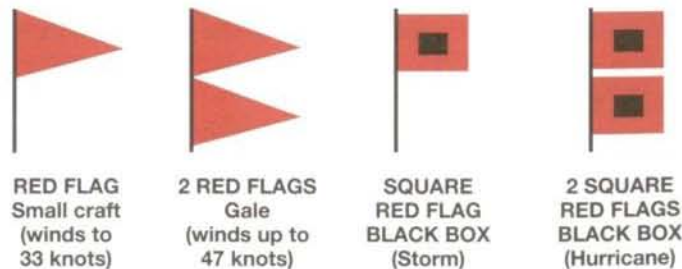 RED FLAG
Small craft
(winds to
33 knots)
2 RED FLAGS
Gale
(winds up to
47 knots)
SQUARE
RED FLAG
BLACK BOX
(Storm)
2 SQUARE
RED FLAGS
BLACK BOX
(Hurricane)